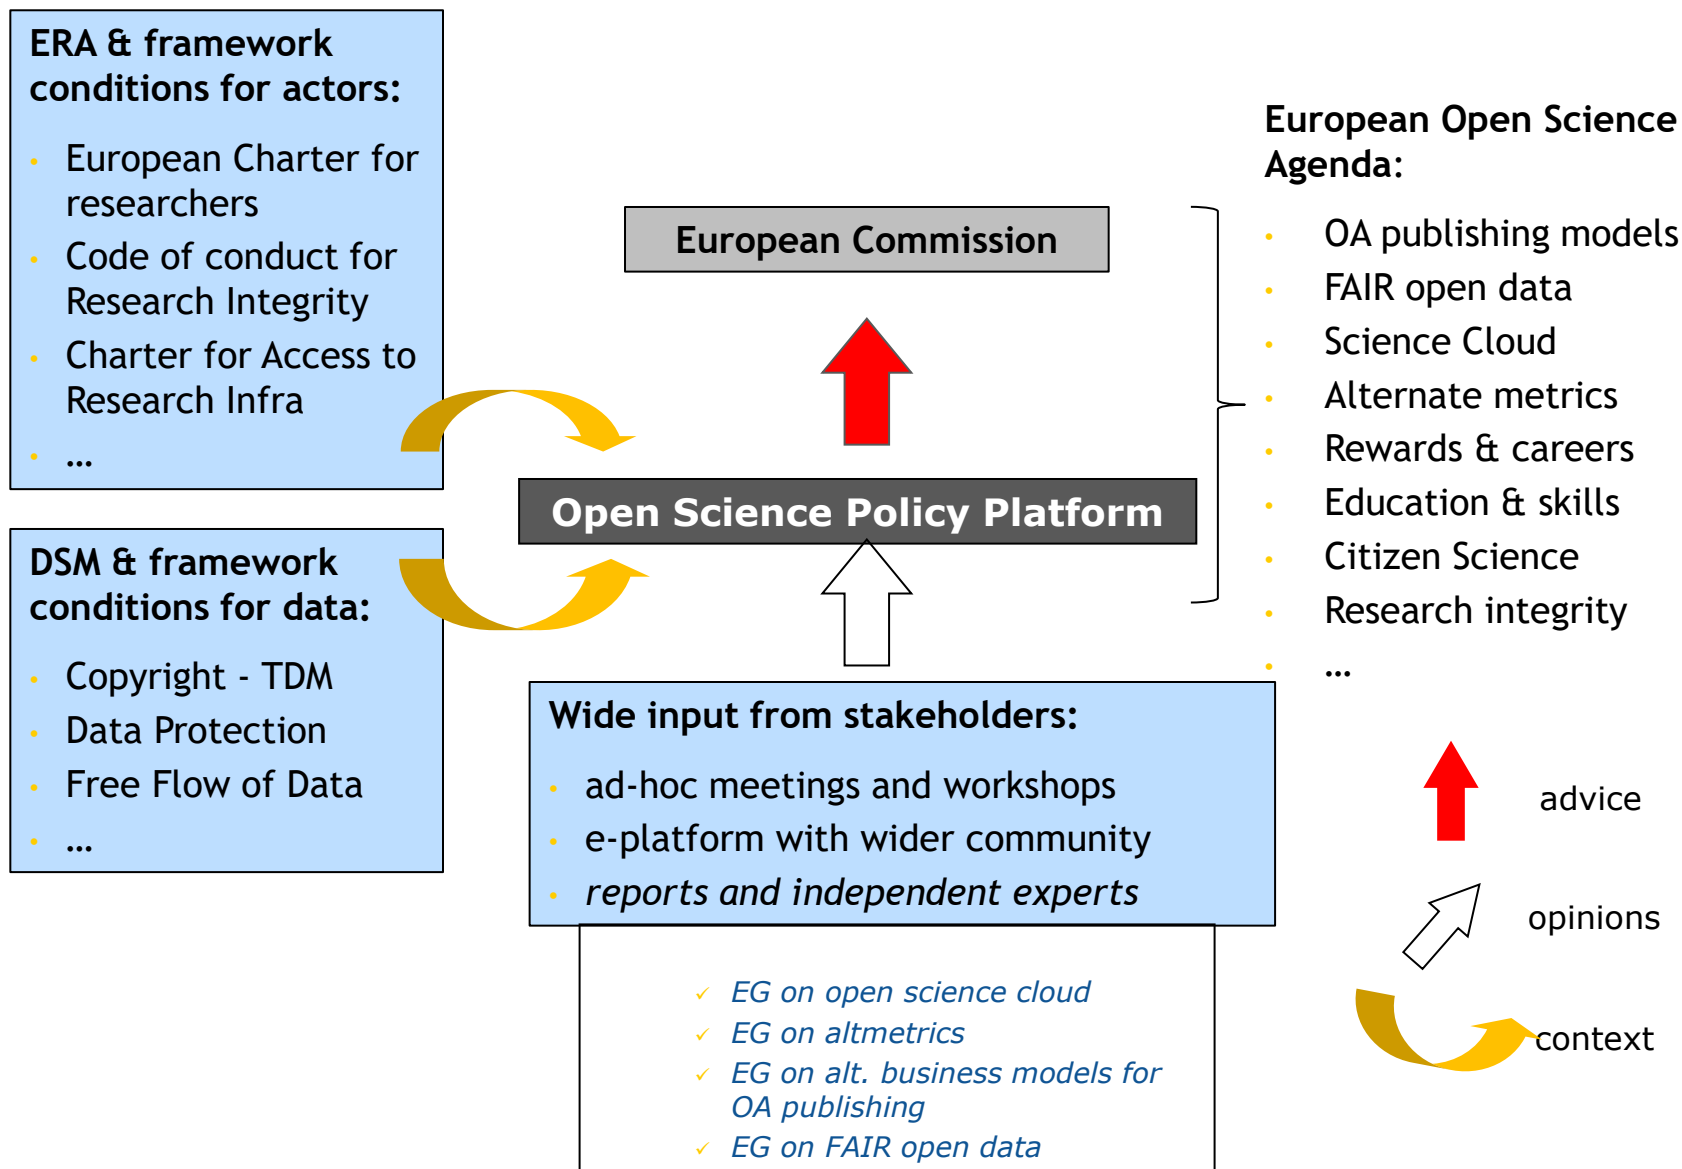 ERA & framework
conditions for actors:
• European Charter for
researchers
• Code of conduct for
Research Integrity
• Charter for Access to
Research Infra
• …
DSM & framework
conditions for data:
• Copyright - TDM
• Data Protection
• Free Flow of Data
• …
European Commission
Open Science Policy Platform
Wide input from stakeholders:
• ad-hoc meetings and workshops
• e-platform with wider community
• reports and independent experts
✓ EG on open science cloud
✓ EG on altmetrics
✓ EG on alt. business models for
OA publishing
✓ EG on FAIR open data
European Open Science
Agenda:
• OA publishing models
• FAIR open data
• Science Cloud
• Alternate metrics
• Rewards & careers
• Education & skills
• Citizen Science
• Research integrity
• …
advice
opinions
context